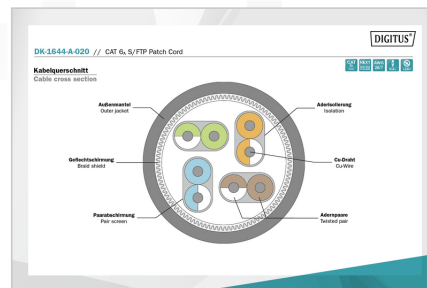 DIGITUS®
DK-1644-A-020 // CAT 6A S/FTP Patch Cord
Kabelquerschnitt
Cable cross section
Außenmantel
Outer jacket
Aderisolierung
Isolation
Geflechtschirmung
Braid shield
Cu-Draht
Cu-Wire
Paarabschirmung
Pair screen
Adernpaare
Twisted pair